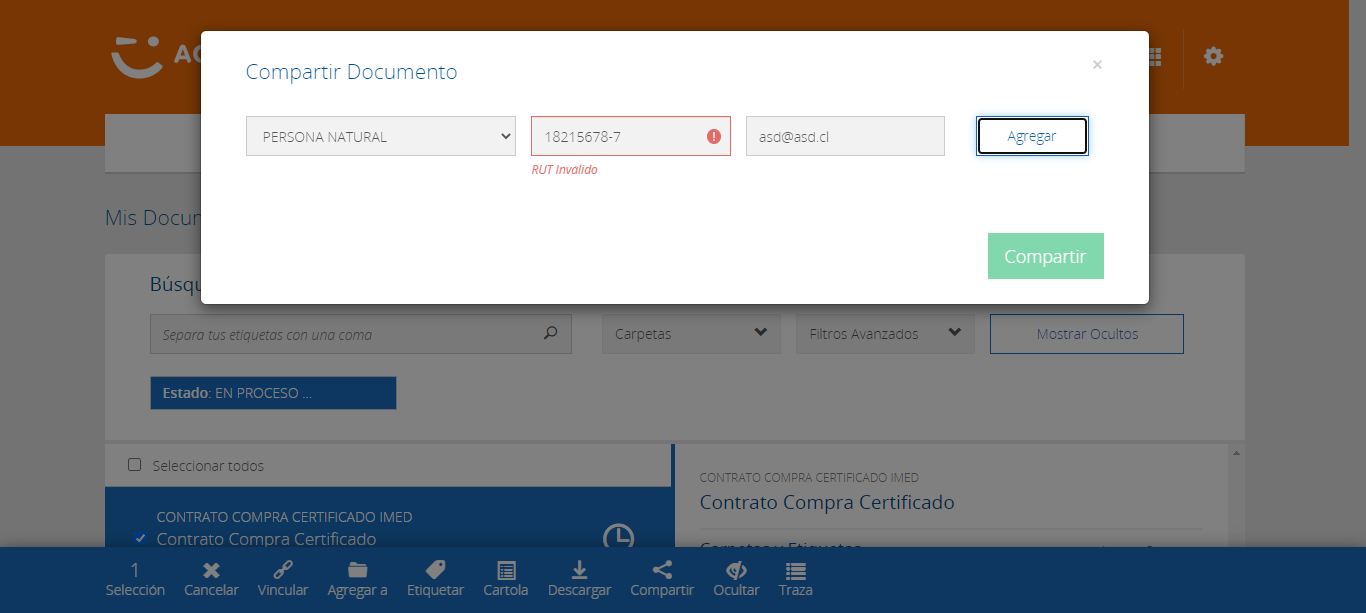 Compartir Documento
×
PERSONA NATURAL
18215678-7
asd@asd.cl
Agregar
RUT Inválido
Compartir
Mis Docu
Búsqu
Separa tus etiquetas con una coma
Carpetas
Filtros Avanzados
Mostrar Ocultos
Estado: EN PROCESO ...
Seleccionar todos
CONTRATO COMPRA CERTIFICADO IMED
Contrato Compra Certificado
CONTRATO COMPRA CERTIFICADO IMED
Contrato Compra Certificado
1
Selección
Cancelar
Vincular
Agregar a
Etiquetar
Cartola
Descargar
Compartir
Ocultar
Traza